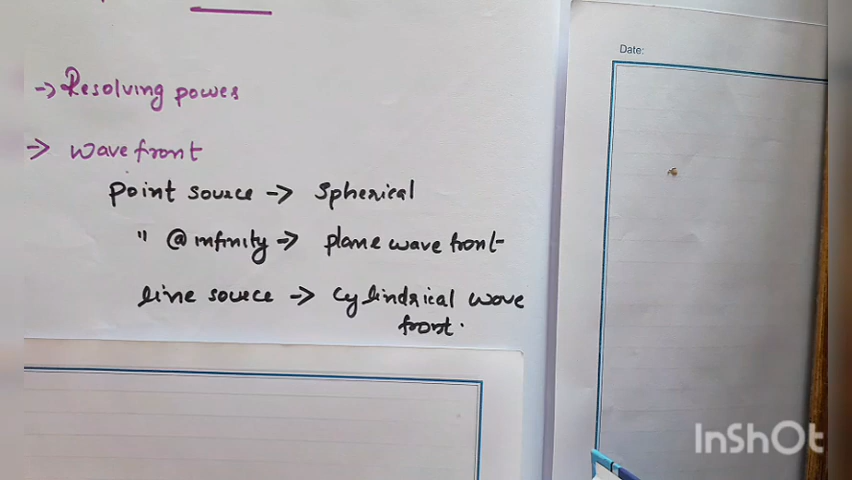 Date:
-> Resolving power
-> wave front
point source -> spherical
" @ infinity -> plane wave front
line source -> cylindrical wave
front.
InShOt